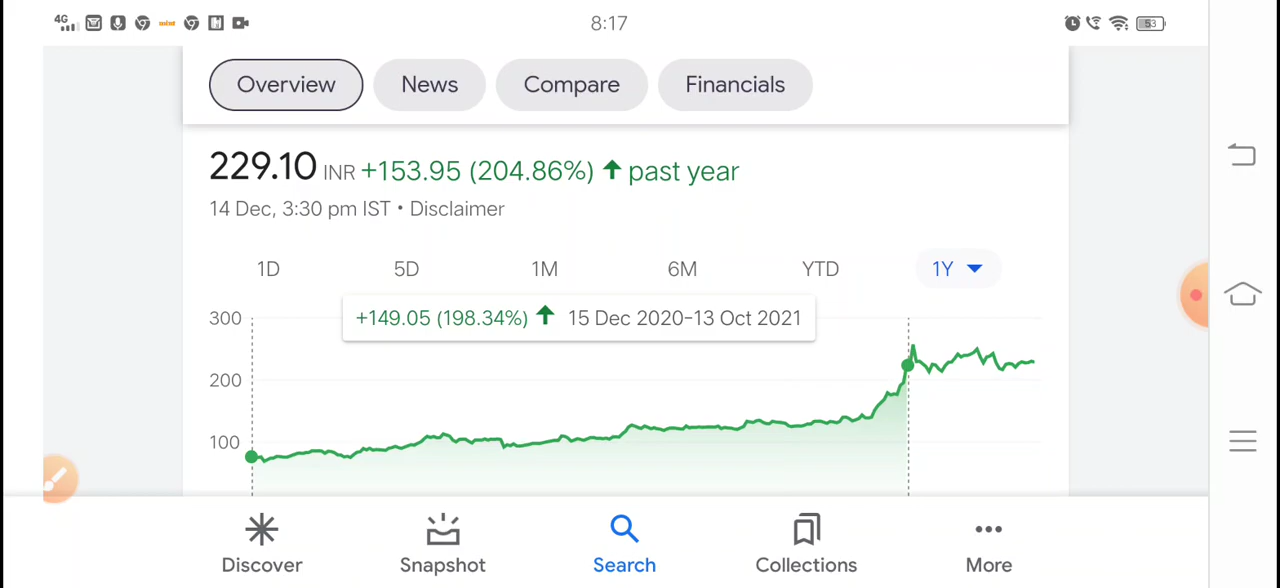 4G 8:17 53
Overview News Compare Financials
229.10 INR +153.95 (204.86%) past year
14 Dec, 3:30 pm IST • Disclaimer
1D 5D 1M 6M YTD 1Y
+149.05 (198.34%) 15 Dec 2020–13 Oct 2021
300
200
100
Discover Snapshot Search Collections More